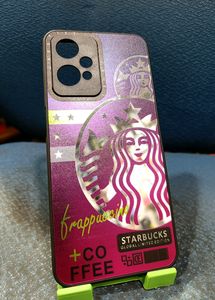 frappuccino
STARBUCKS
GLOBAL LIMITED EDITION
+CO
FFEE